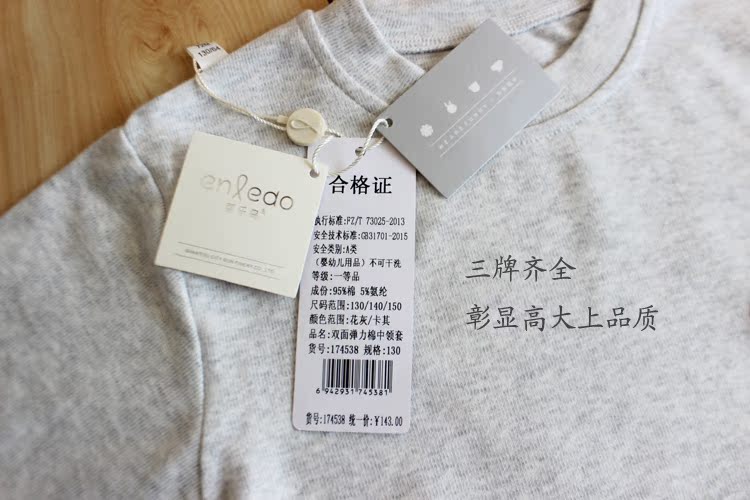 130/64
enledo
合格证
执行标准:FZ/T 73025-2013
安全技术标准:GB31701-2015
安全类别:A类
(婴幼儿用品)不可干洗
等级:一等品
成份:95%棉 5%氨纶
尺码范围:130/140/150
颜色范围:花灰/卡其
品名:双面弹力棉中领套
货号:174538 规格:130
6 942931 745381
货号:174538 统一价:¥143.00
三牌齐全
彰显高大上品质